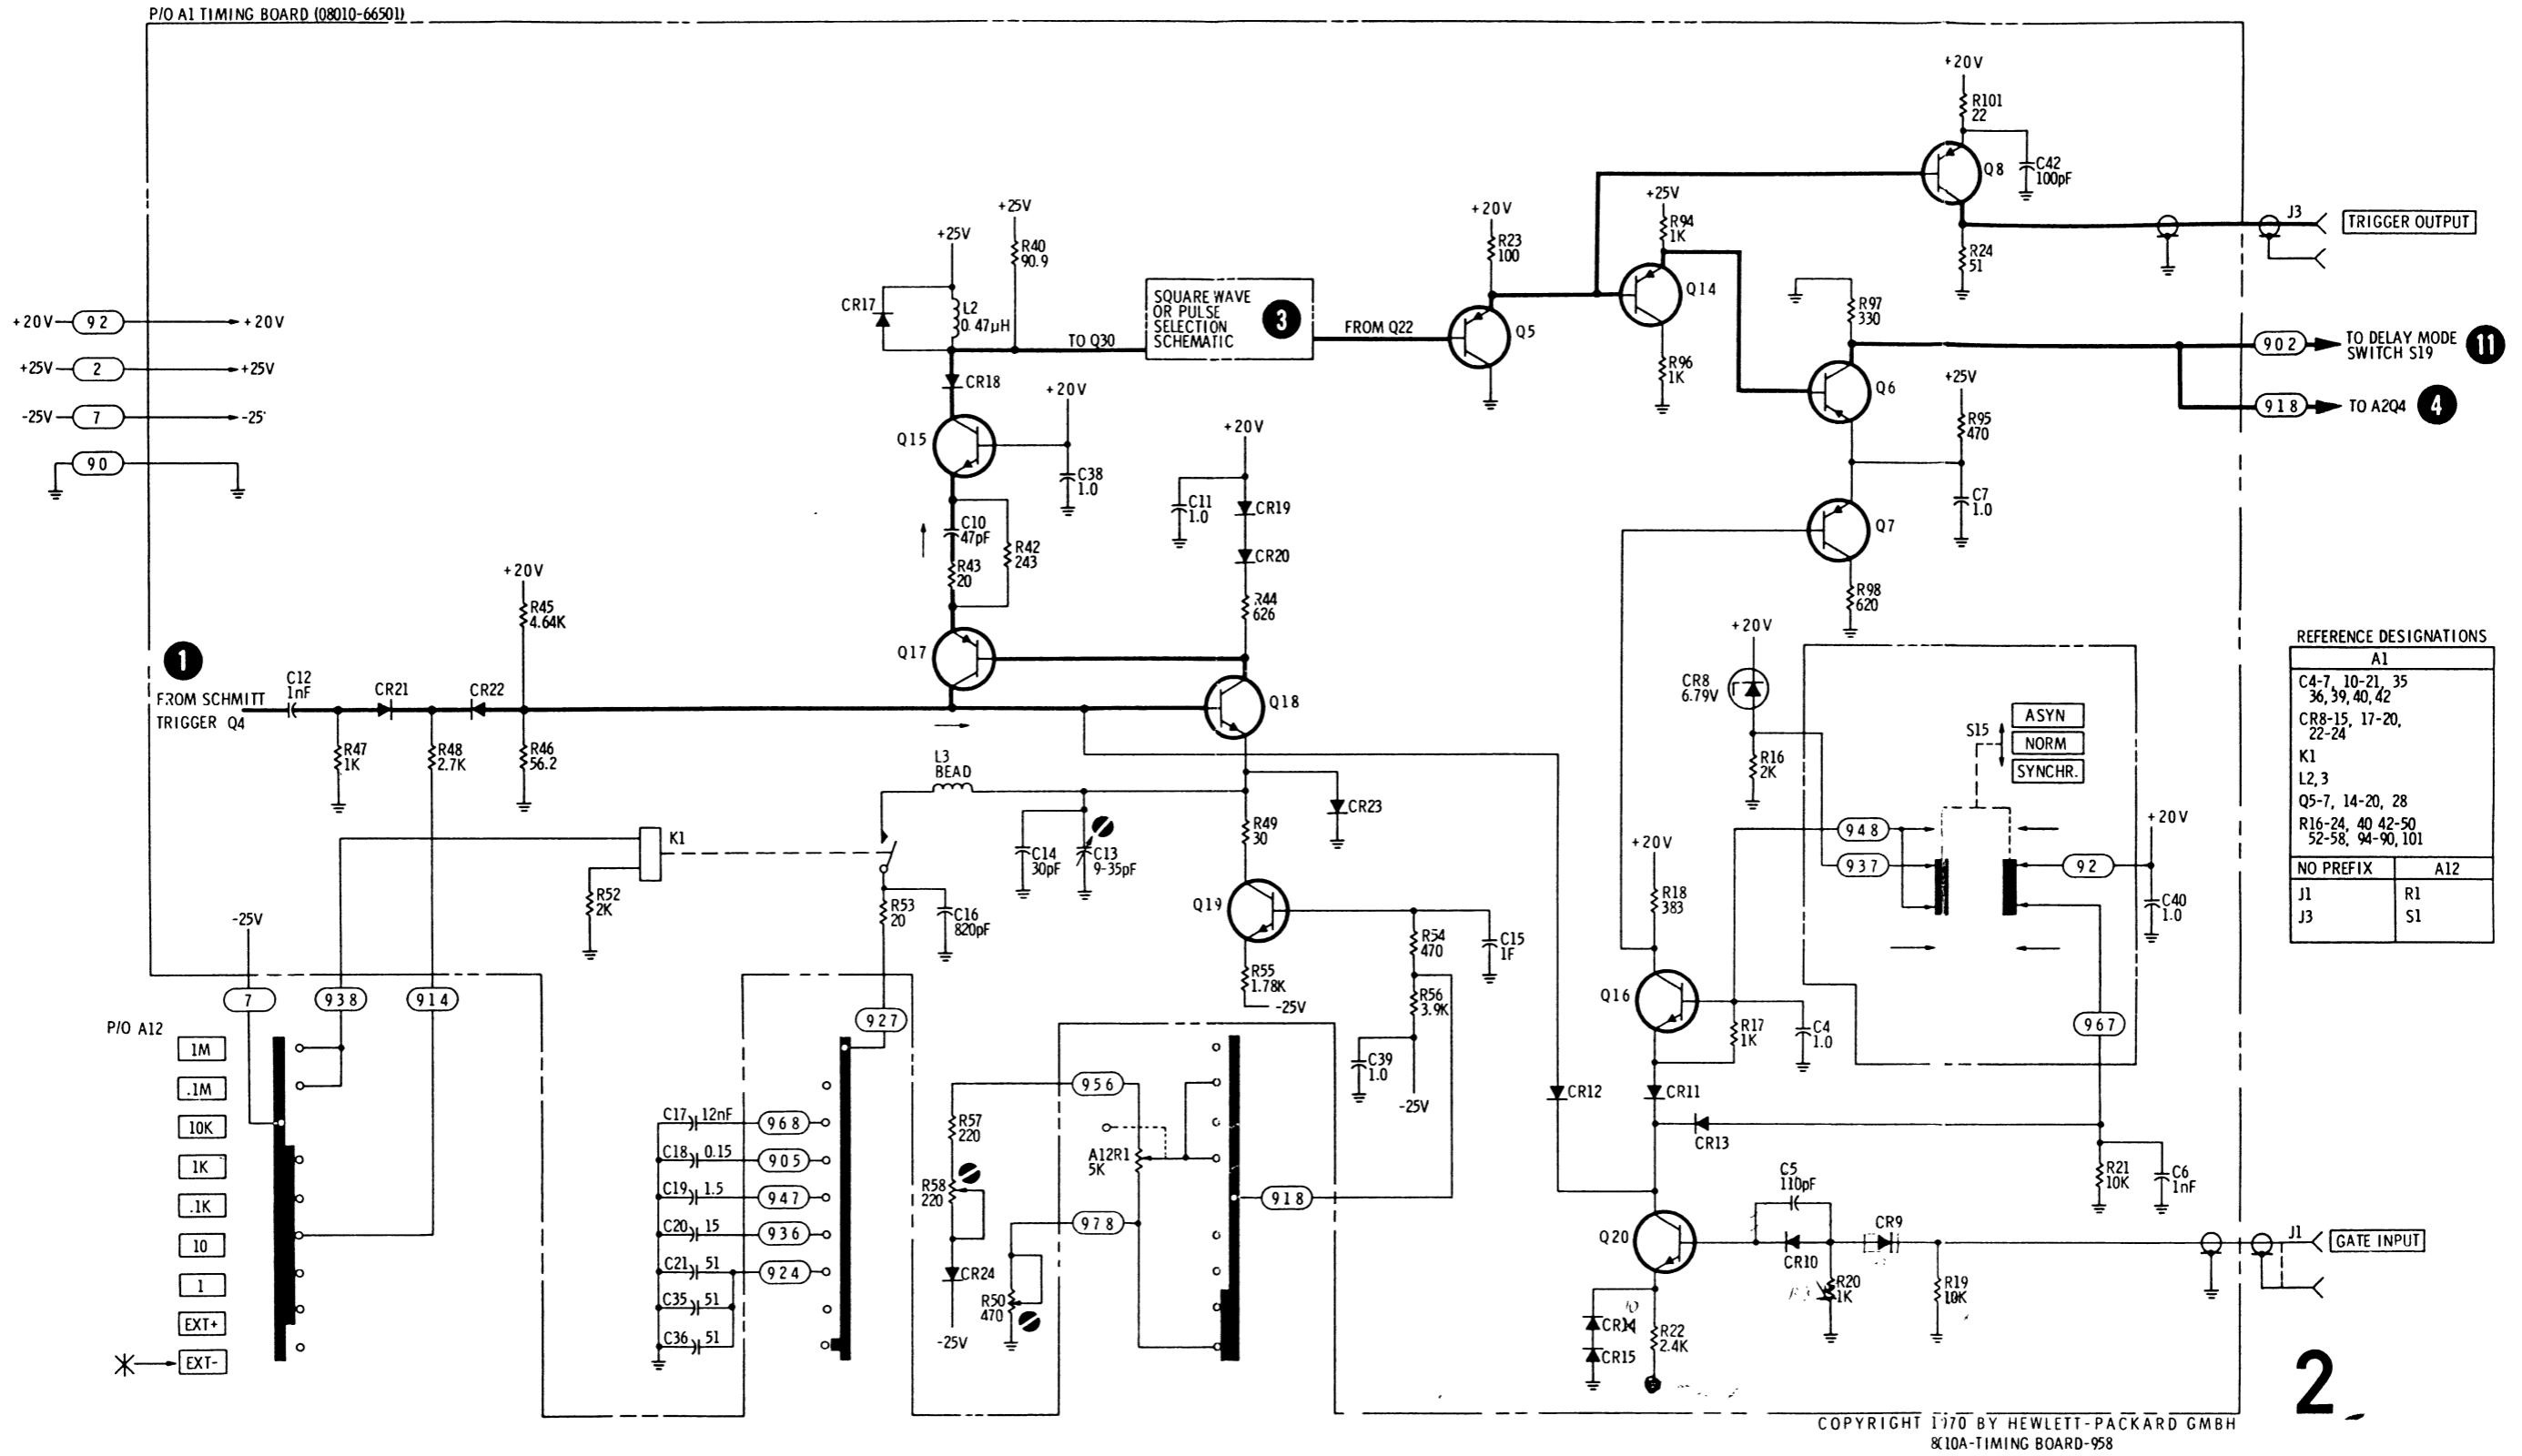 P/O A1 TIMING BOARD (08010-66501)
+20V
R101
22
Q8
C42
100pF
J3
TRIGGER OUTPUT
R24
51
+25V
R94
1K
Q14
R96
1K
+20V
R23
100
Q5
FROM Q22
SQUARE WAVE
OR PULSE
SELECTION
SCHEMATIC
3
TO Q30
+25V
R40
90.9
+25V
CR17
L2
0.47µH
CR18
+20V
Q15
C38
1.0
C10
47pF
R42
243
R43
20
Q17
+20V
C11
1.0
CR19
CR20
R44
626
Q18
R97
330
Q6
902
TO DELAY MODE
SWITCH S19
11
918
TO A2Q4
4
+25V
R95
470
C7
1.0
Q7
R98
620
+20V
92
+20V
+25V
2
+25V
-25V
7
-25'
90
1
FROM SCHMITT
TRIGGER Q4
C12
1nF
CR21
CR22
+20V
R45
4.64K
R47
1K
R48
2.7K
R46
56.2
L3
BEAD
K1
R52
2K
C14
30pF
C13
9-35pF
R53
20
C16
820pF
R49
30
CR23
Q19
R54
470
C15
1F
R55
1.78K
-25V
R56
3.9K
C39
1.0
-25V
+20V
CR8
6.79V
R16
2K
S15
ASYN
NORM
SYNCHR.
948
937
92
+20V
C40
1.0
967
+20V
R18
383
Q16
R17
1K
C4
1.0
CR12
CR11
CR13
R21
10K
C6
1nF
C5
110pF
CR9
CR10
Q20
R20
1K
R19
10K
J1
GATE INPUT
CR15
R22
2.4K
REFERENCE DESIGNATIONS
A1
C4-7, 10-21, 35
36,39,40,42
CR8-15, 17-20,
22-24
K1
L2,3
Q5-7, 14-20, 28
R16-24, 40 42-50
52-58, 94-90,101
NO PREFIX
A12
J1
R1
J3
S1
-25V
7
938
914
P/O A12
1M
.1M
10K
1K
.1K
10
1
EXT+
EXT-
927
C17 12nF 968
C18 0.15 905
C19 1.5 947
C20 15 936
C21 51 924
C35 51
C36 51
R57
220
R58
220
CR24
-25V
956
A12R1
5K
978
R50
470
918
2
COPYRIGHT 1970 BY HEWLETT-PACKARD GMBH
8010A-TIMING BOARD-958